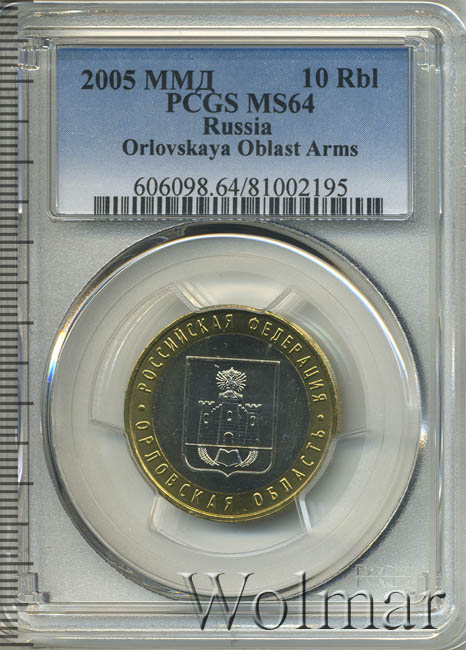 2005 ММД 10 Rbl
PCGS MS64
Russia
Orlovskaya Oblast Arms
606098.64/81002195
РОССИЙСКАЯ ФЕДЕРАЦИЯ
ОРЛОВСКАЯ ОБЛАСТЬ
Wolmar